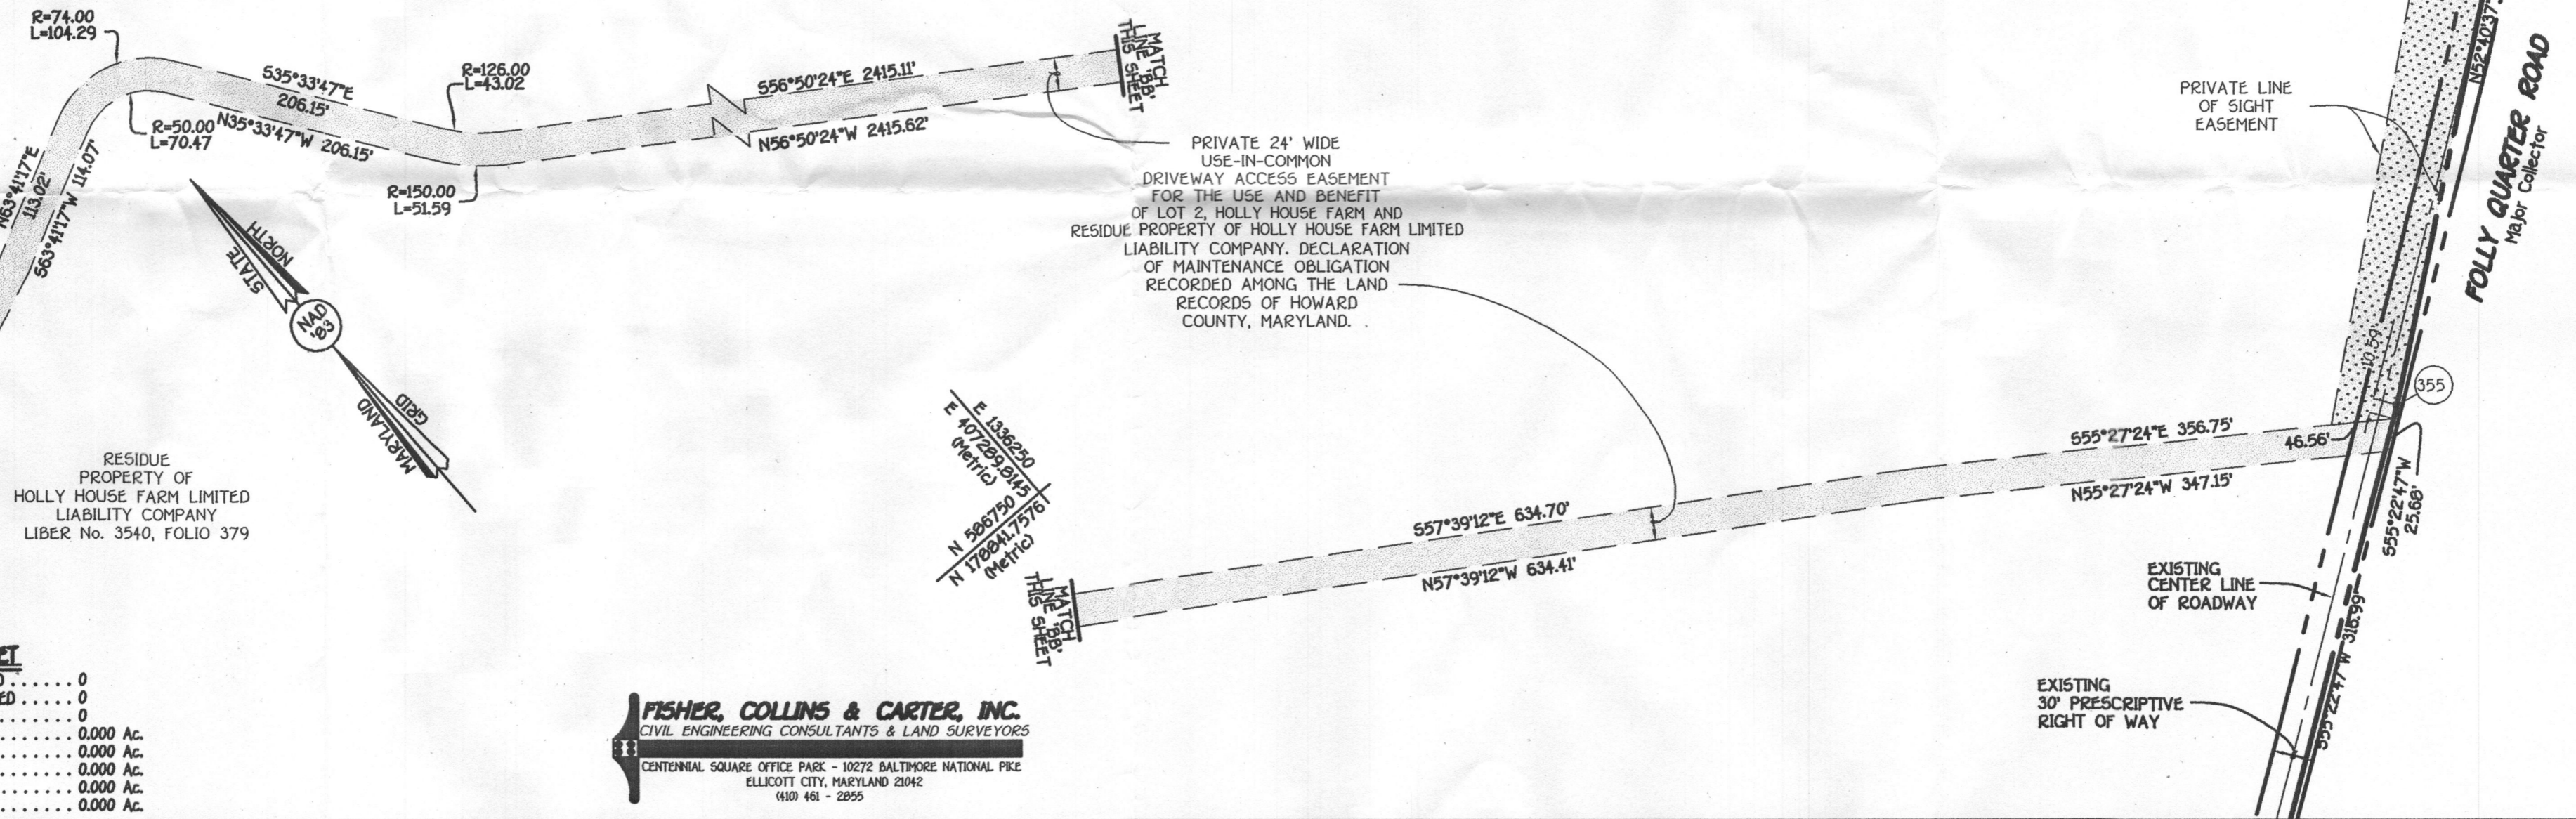 R=74.00
L=104.29
S35°33'47"E
206.15'
N35°33'47"W 206.15'
R=126.00
L=43.02
R=50.00
L=70.47
R=150.00
L=51.59
N63°41'17"E
113.02'
S63°41'17"W 114.07'
S56°50'24"E 2415.11'
N56°50'24"W 2415.62'
MATCH
LINE 'BB'
THIS SHEET
PRIVATE 24' WIDE
USE-IN-COMMON
DRIVEWAY ACCESS EASEMENT
FOR THE USE AND BENEFIT
OF LOT 2, HOLLY HOUSE FARM AND
RESIDUE PROPERTY OF HOLLY HOUSE FARM LIMITED
LIABILITY COMPANY. DECLARATION
OF MAINTENANCE OBLIGATION
RECORDED AMONG THE LAND
RECORDS OF HOWARD
COUNTY, MARYLAND.
PRIVATE LINE
OF SIGHT
EASEMENT
N52°40'37"
FOLLY QUARTER ROAD
Major Collector
STATE
NORTH
NAD
'83
MARYLAND
GRID
RESIDUE
PROPERTY OF
HOLLY HOUSE FARM LIMITED
LIABILITY COMPANY
LIBER No. 3540, FOLIO 379
E 1336250
E 407289.8145
(Metric)
N 586750
N 178841.7576
(Metric)
MATCH
LINE 'BB'
THIS SHEET
S57°39'12"E 634.70'
N57°39'12"W 634.41'
S55°27'24"E 356.75'
N55°27'24"W 347.15'
46.56'
10.59'
355
S55°22'47"W
25.68'
EXISTING
CENTER LINE
OF ROADWAY
S55°22'47"W 318.99'
EXISTING
30' PRESCRIPTIVE
RIGHT OF WAY
ET
D ...... 0
ED ..... 0
....... 0
....... 0.000 Ac.
....... 0.000 Ac.
....... 0.000 Ac.
....... 0.000 Ac.
....... 0.000 Ac.
FISHER, COLLINS & CARTER, INC.
CIVIL ENGINEERING CONSULTANTS & LAND SURVEYORS
CENTENNIAL SQUARE OFFICE PARK - 10272 BALTIMORE NATIONAL PIKE
ELLICOTT CITY, MARYLAND 21042
(410) 461 - 2855